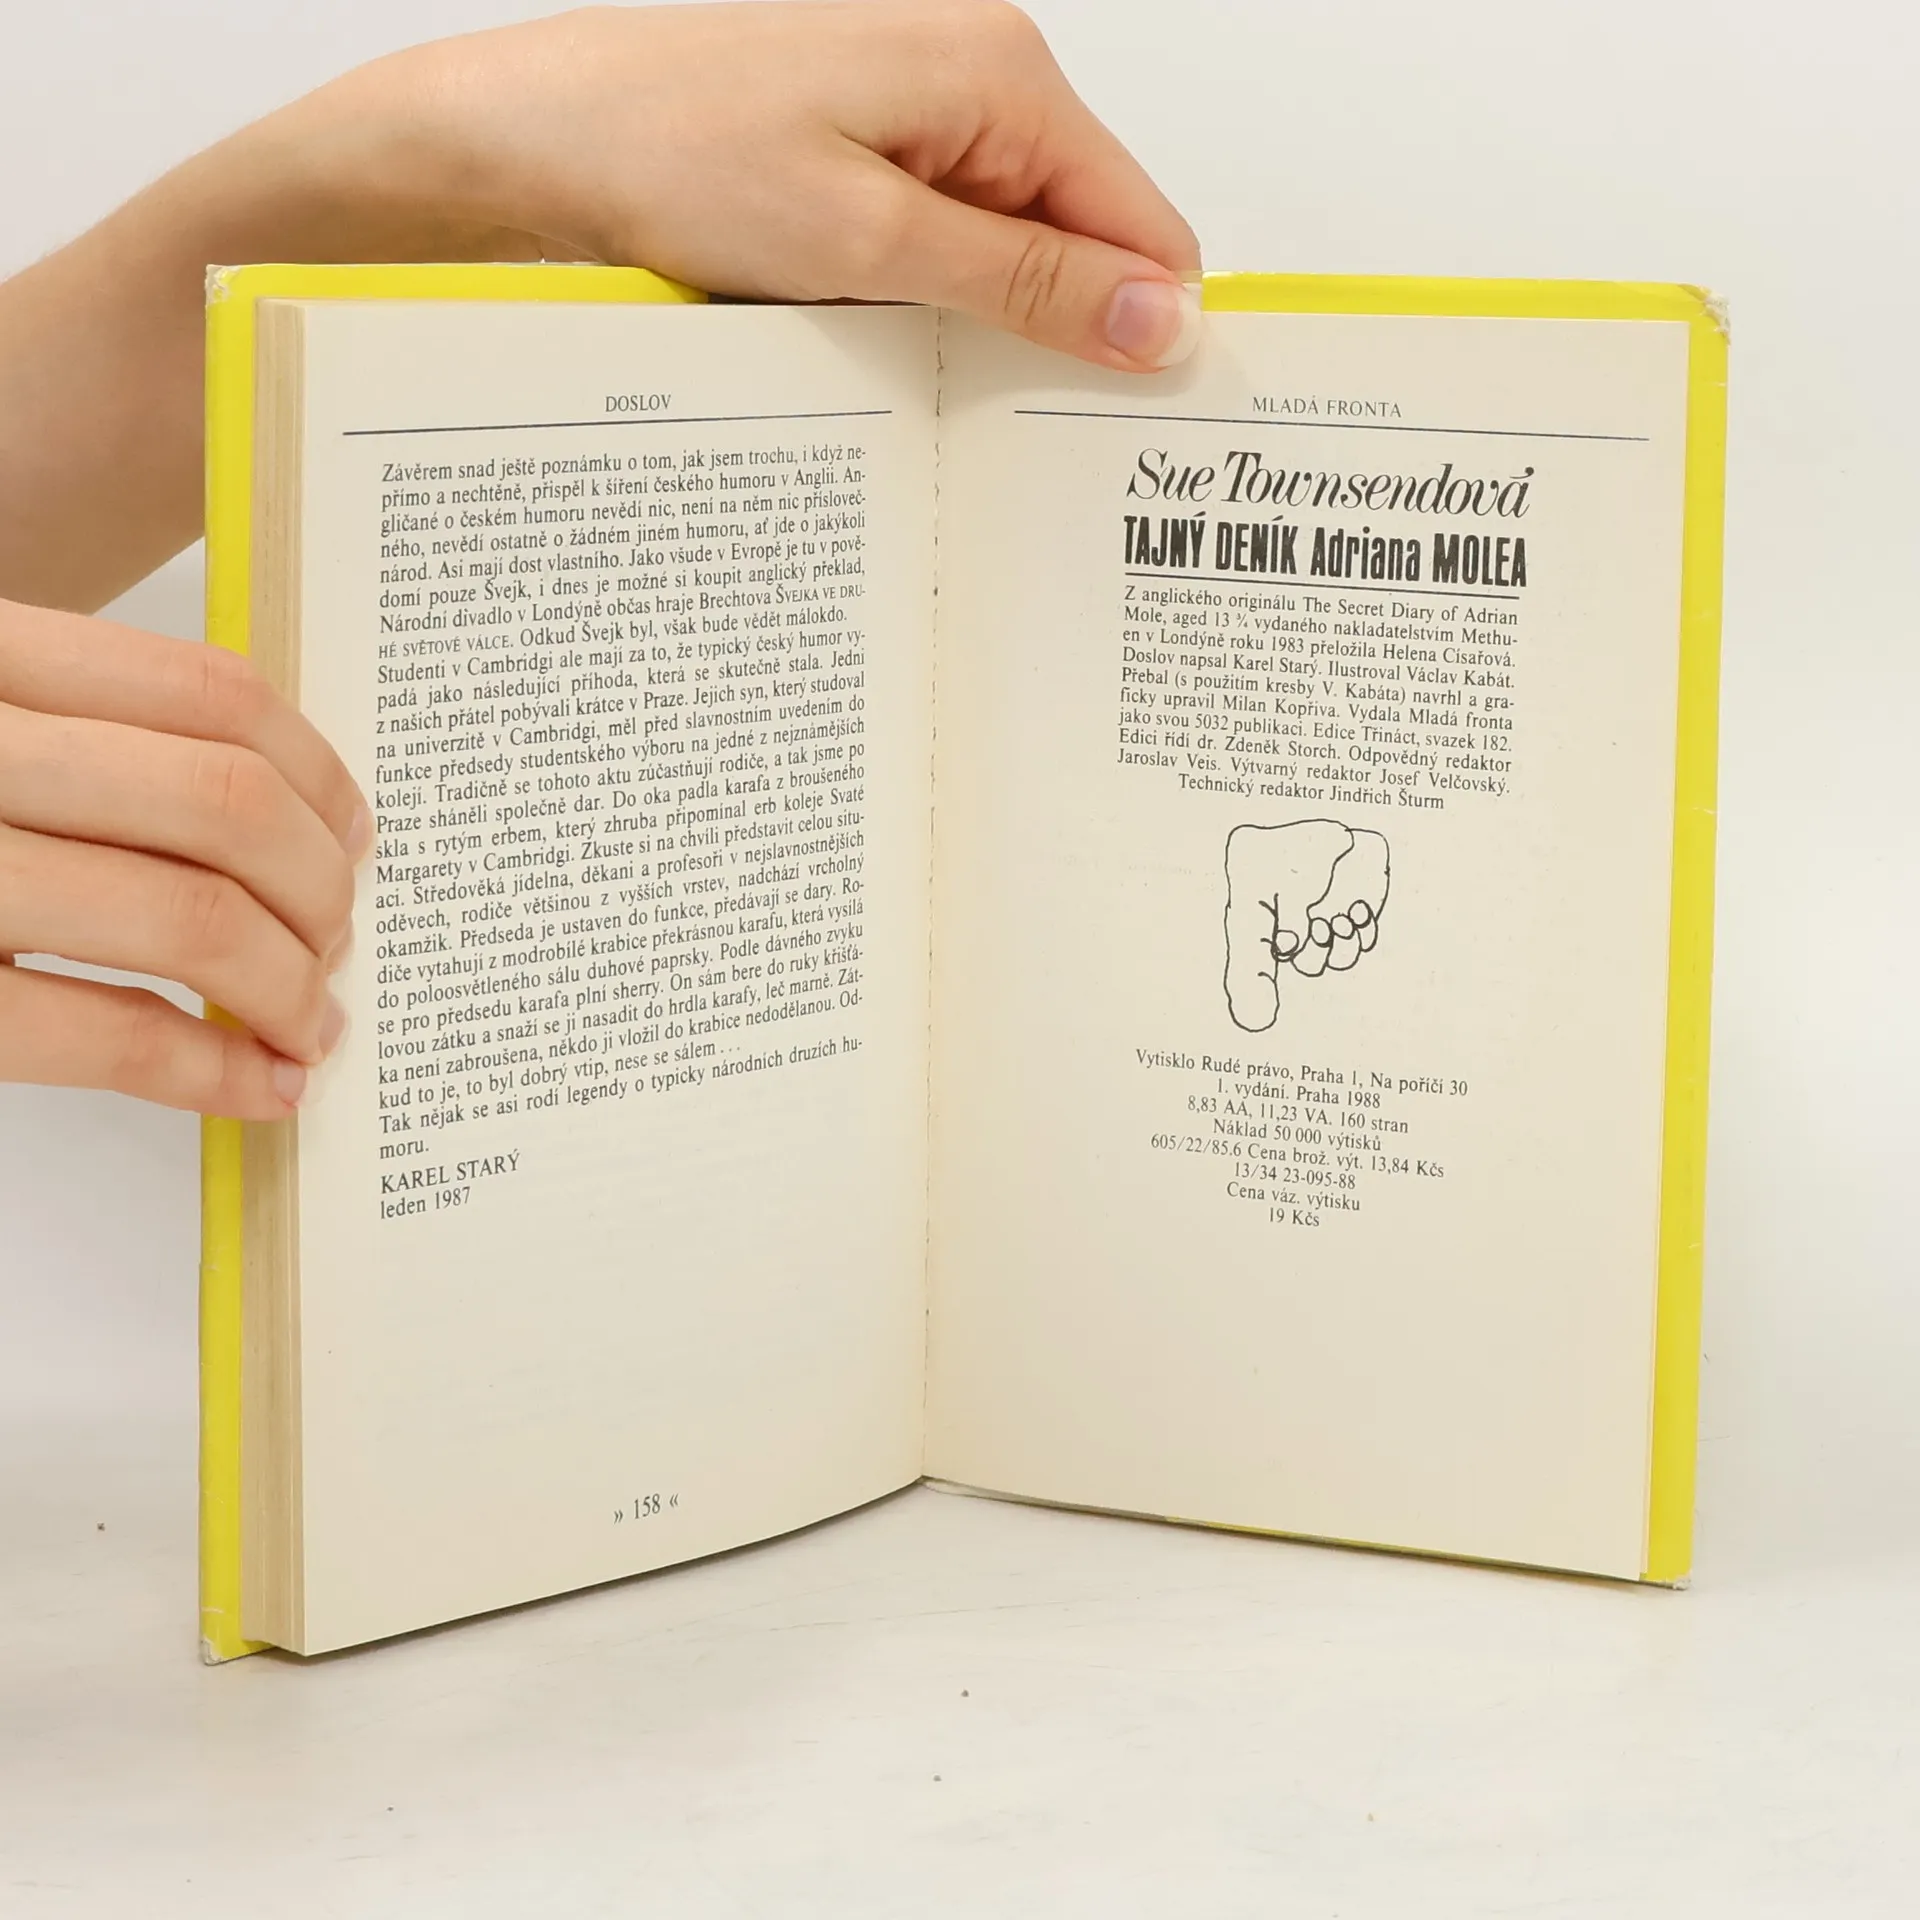 DOSLOV
Závěrem snad ještě poznámku o tom, jak jsem trochu, i když ne-
přímo a nechtěně, přispěl k šíření českého humoru v Anglii. An-
gličané o českém humoru nevědí nic, není na něm nic přísloveč-
ného, nevědí ostatně o žádném jiném humoru, ať jde o jakýkoli
národ. Asi mají dost vlastního. Jako všude v Evropě je tu v pově-
domí pouze Švejk, i dnes je možné si koupit anglický překlad,
Národní divadlo v Londýně občas hraje Brechtova ŠVEJKA VE DRU-
HÉ SVĚTOVÉ VÁLCE. Odkud Švejk byl, však bude vědět málokdo.
Studenti v Cambridgi ale mají za to, že typický český humor vy-
padá jako následující příhoda, která se skutečně stala. Jedni
z našich přátel pobývali krátce v Praze. Jejich syn, který studoval
na univerzitě v Cambridgi, měl před slavnostním uvedením do
funkce předsedy studentského výboru na jedné z nejznámějších
kolejí. Tradičně se tohoto aktu zúčastňují rodiče, a tak jsme po
Praze sháněli společně dar. Do oka padla karafa z broušeného
skla s rytým erbem, který zhruba připomínal erb koleje Svaté
Margarety v Cambridgi. Zkuste si na chvíli představit celou situ-
aci. Středověká jídelna, děkani a profesoři v nejslavnostnějších
oděvech, rodiče většinou z vyšších vrstev, nadchází vrcholný
okamžik. Předseda je ustaven do funkce, předávají se dary. Ro-
diče vytahují z modrobílé krabice překrásnou karafu, která vysílá
do poloosvětleného sálu duhové paprsky. Podle dávného zvyku
se pro předsedu karafa plní sherry. On sám bere do ruky křišťá-
lovou zátku a snaží se ji nasadit do hrdla karafy, leč marně. Zát-
ka není zabroušena, někdo ji vložil do krabice nedodělanou. Od-
kud to je, to byl dobrý vtip, nese se sálem ...
Tak nějak se asi rodí legendy o typicky národních druzích hu-
moru.
KAREL STARÝ
leden 1987
» 158 «
MLADÁ FRONTA
Sue Townsendová
TAJNÝ DENÍK Adriana MOLEA
Z anglického originálu The Secret Diary of Adrian
Mole, aged 13 ¾ vydaného nakladatelstvím Methu-
en v Londýně roku 1983 přeložila Helena Císařová.
Doslov napsal Karel Starý. Ilustroval Václav Kabát.
Přebal (s použitím kresby V. Kabáta) navrhl a gra-
ficky upravil Milan Kopřiva. Vydala Mladá fronta
jako svou 5032 publikaci. Edice Třináct, svazek 182.
Edici řídí dr. Zdeněk Storch. Odpovědný redaktor
Jaroslav Veis. Výtvarný redaktor Josef Velčovský.
Technický redaktor Jindřich Šturm
Vytisklo Rudé právo, Praha 1, Na poříčí 30
1. vydání. Praha 1988
8,83 AA, 11,23 VA. 160 stran
Náklad 50 000 výtisků
605/22/85.6 Cena brož. výt. 13,84 Kčs
13/34 23-095-88
Cena váz. výtisku
19 Kčs